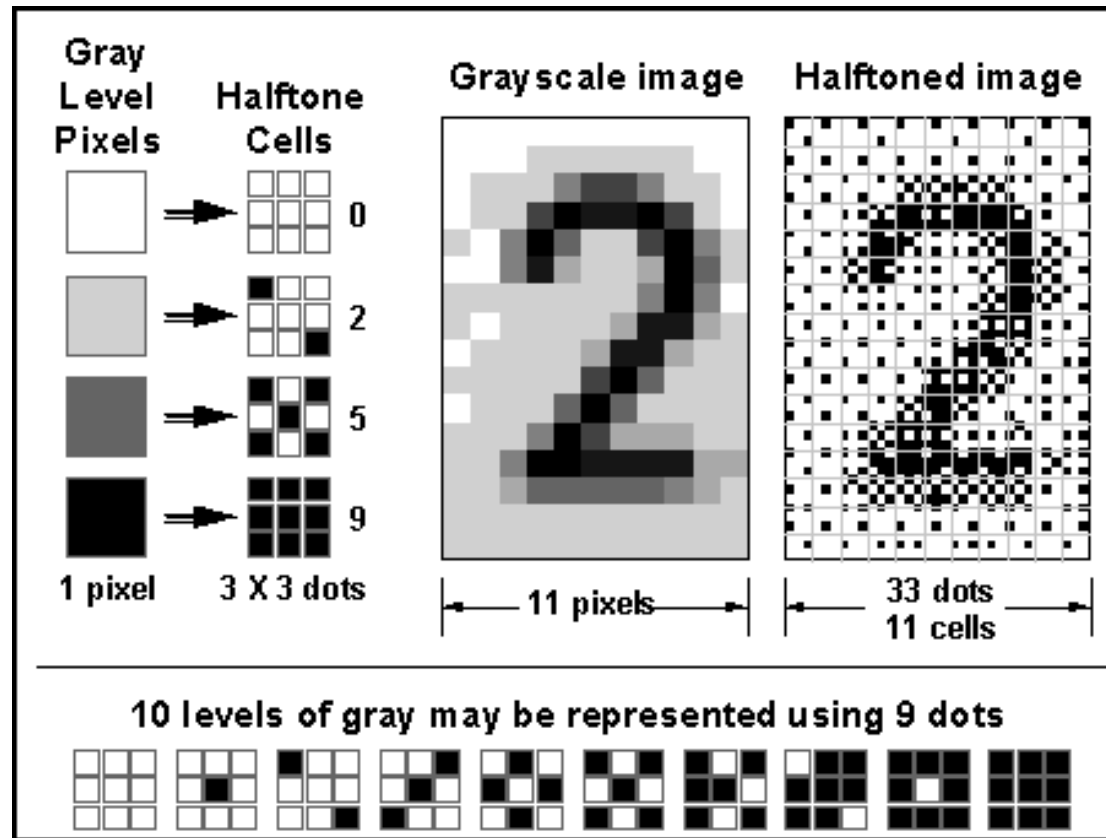 Gray
Level
Pixels
Halftone
Cells
0
2
5
9
1 pixel
3 X 3 dots
Grayscale image
11 pixels
Halftoned image
33 dots
11 cells
10 levels of gray may be represented using 9 dots